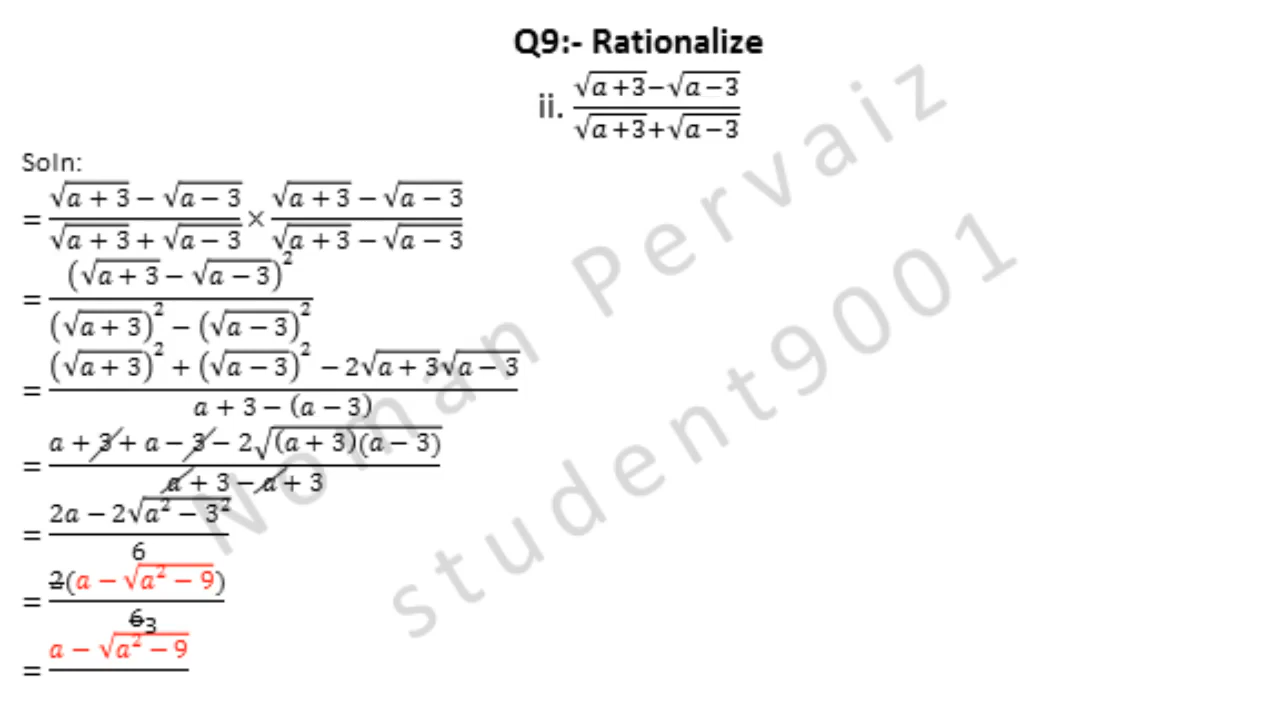 Q9:- Rationalize
ii. (√(a+3)−√(a−3))/(√(a+3)+√(a−3))
Soln:
= (√(a + 3) − √(a − 3))/(√(a + 3) + √(a − 3)) × (√(a + 3) − √(a − 3))/(√(a + 3) − √(a − 3))
= (√(a + 3) − √(a − 3))²/((√(a + 3))² − (√(a − 3))²)
= ((√(a + 3))² + (√(a − 3))² − 2√(a + 3)√(a − 3))/(a + 3 − (a − 3))
= (a + 3 + a − 3 − 2√((a + 3)(a − 3)))/(a + 3 − a + 3)
= (2a − 2√(a² − 3²))/6
= 2(a − √(a² − 9))/6 3
= a − √(a² − 9)
Noman Pervaiz
student9001